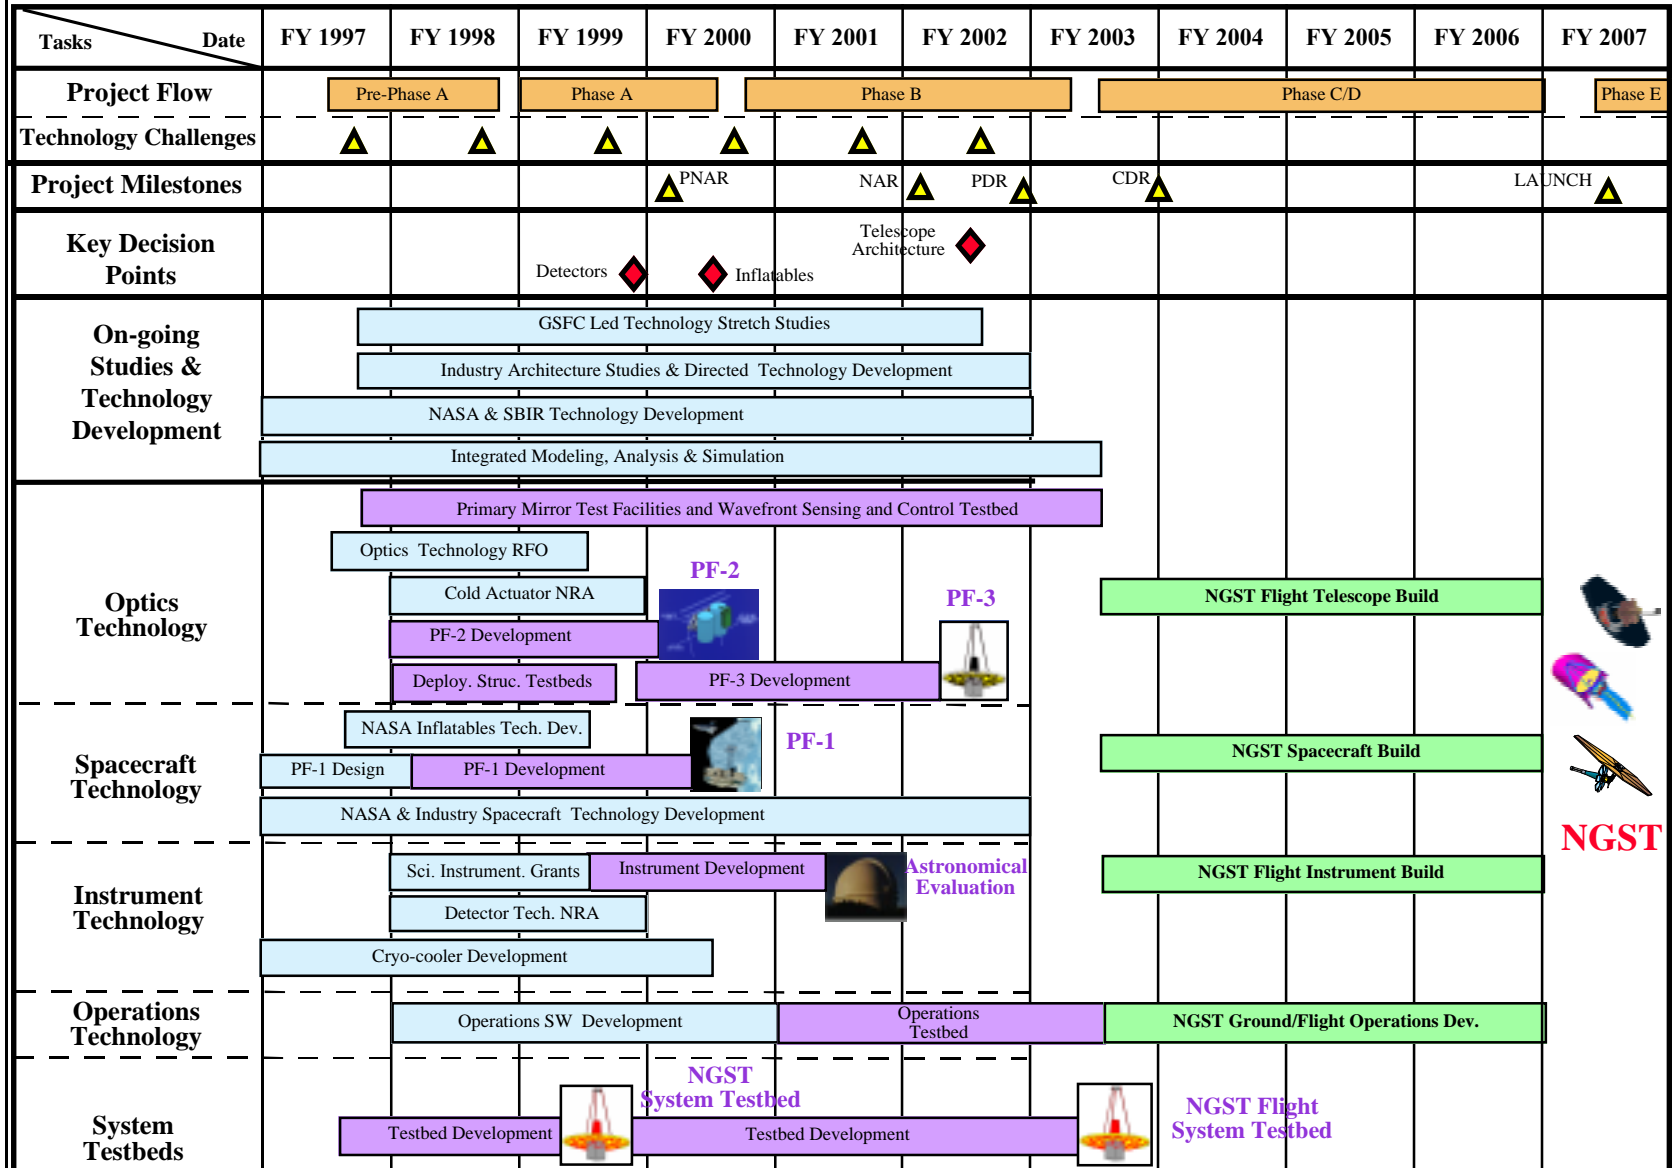 Tasks Date FY 1997 FY 1998 FY 1999 FY 2000 FY 2001 FY 2002 FY 2003 FY 2004 FY 2005 FY 2006 FY 2007
Project Flow Pre-Phase A Phase A Phase B Phase C/D Phase E
Technology Challenges
Project Milestones PNAR NAR PDR CDR LAUNCH
Key Decision
Points
Telescope
Architecture
Detectors Inflatables
On-going
Studies &
Technology
Development
GSFC Led Technology Stretch Studies
Industry Architecture Studies & Directed Technology Development
NASA & SBIR Technology Development
Integrated Modeling, Analysis & Simulation
Optics
Technology
Primary Mirror Test Facilities and Wavefront Sensing and Control Testbed
Optics Technology RFO
PF-2
Cold Actuator NRA
PF-3
NGST Flight Telescope Build
PF-2 Development
Deploy. Struc. Testbeds PF-3 Development
Spacecraft
Technology
NASA Inflatables Tech. Dev.
PF-1
NGST Spacecraft Build
PF-1 Design PF-1 Development
NASA & Industry Spacecraft Technology Development
NGST
Instrument
Technology
Sci. Instrument. Grants Instrument Development
Astronomical
Evaluation
NGST Flight Instrument Build
Detector Tech. NRA
Cryo-cooler Development
Operations
Technology
Operations SW Development
Operations
Testbed
NGST Ground/Flight Operations Dev.
System
Testbeds
NGST
System Testbed
Testbed Development Testbed Development
NGST Flight
System Testbed